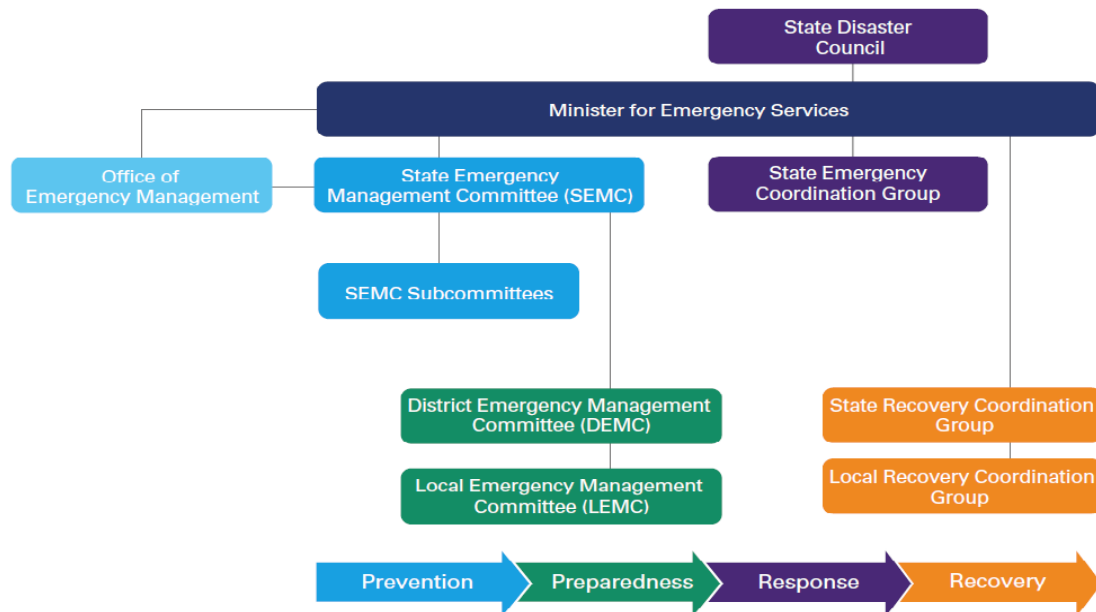 State Disaster
Council
Minister for Emergency Services
Office of
Emergency Management
State Emergency
Management Committee (SEMC)
State Emergency
Coordination Group
SEMC Subcommittees
District Emergency Management
Committee (DEMC)
State Recovery Coordination
Group
Local Emergency Management
Committee (LEMC)
Local Recovery Coordination
Group
Prevention
Preparedness
Response
Recovery